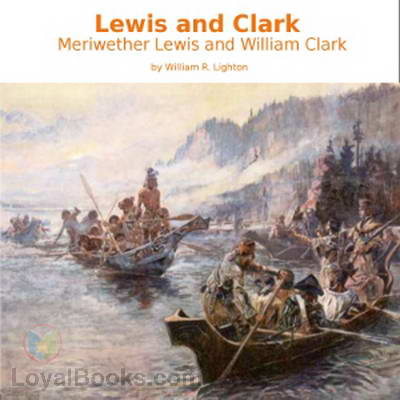 Lewis and Clark
Meriwether Lewis and William Clark
by William R. Lighton
LoyalBooks.com